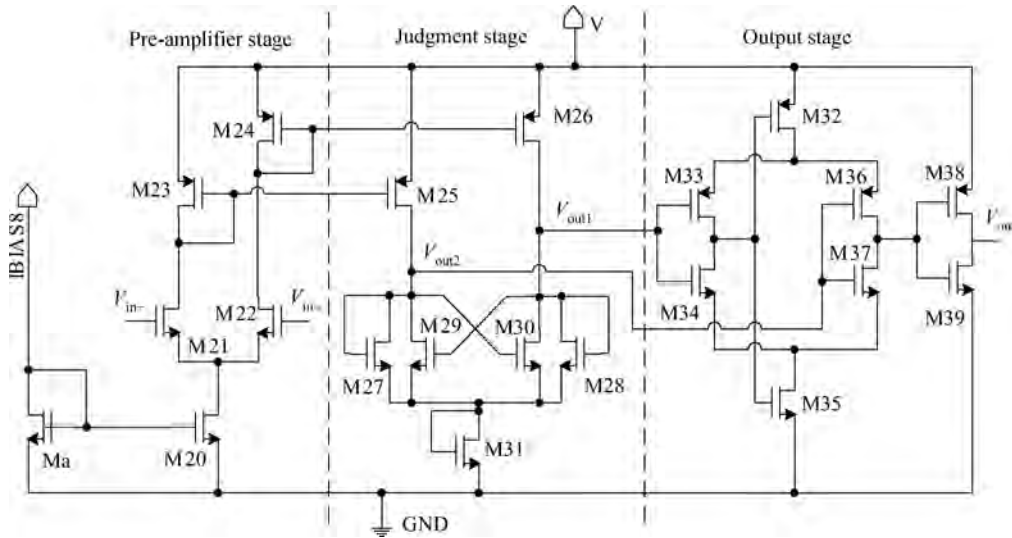 Pre-amplifier stage
Judgment stage
V
Output stage
M24
M26
M32
M23
M25
M33
M36
M38
IBIAS8
Vout1
Vout2
M37
Vin-
M22
M34
M21
M29
M30
M39
M27
M28
M35
Ma
M20
M31
GND